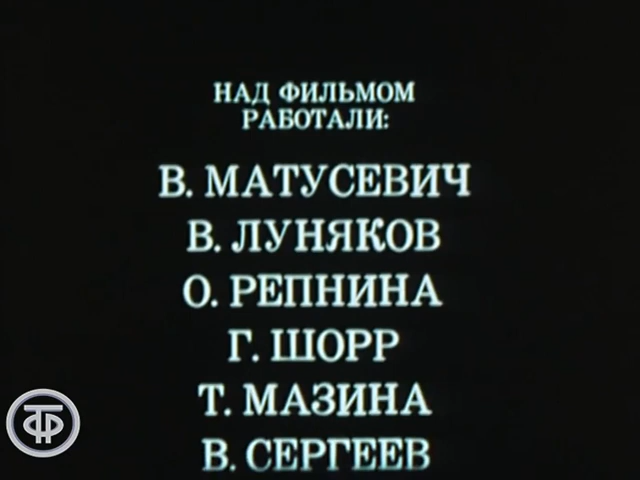 НАД ФИЛЬМОМ
РАБОТАЛИ:
В. МАТУСЕВИЧ
В. ЛУНЯКОВ
О. РЕПНИНА
Г. ШОРР
Т. МАЗИНА
В. СЕРГЕЕВ